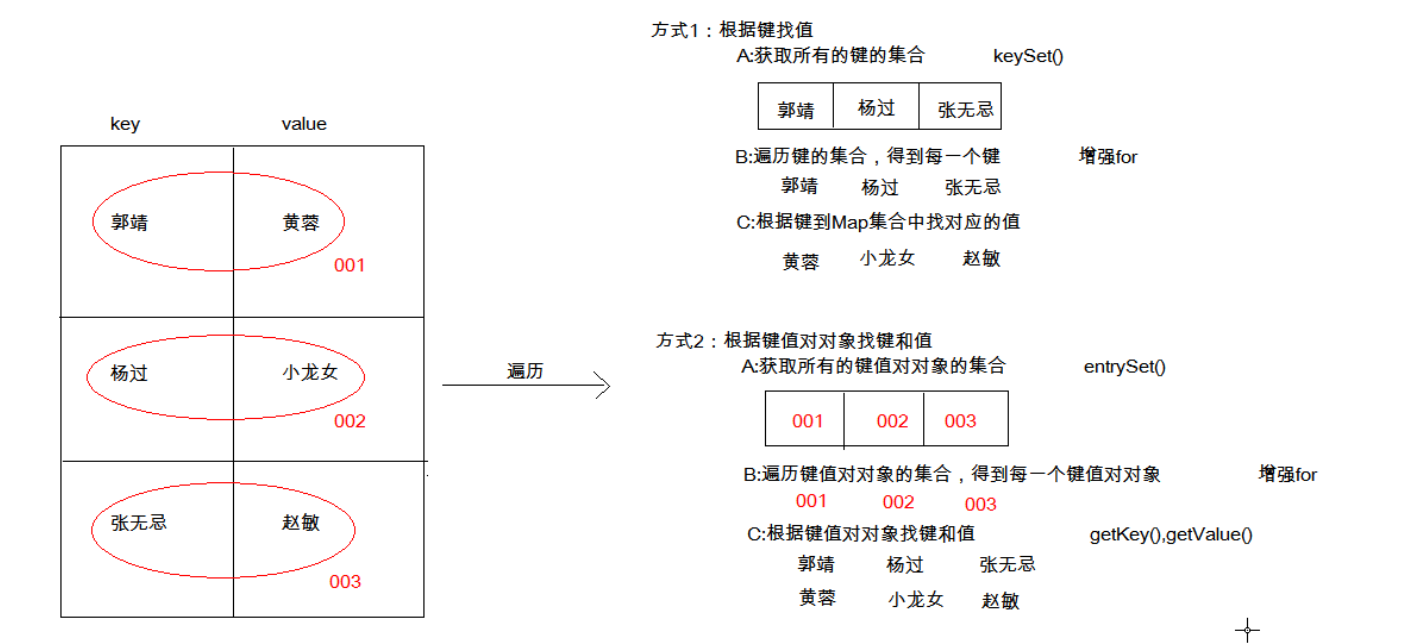 key value
郭靖 黄蓉
001
杨过 小龙女
002
张无忌 赵敏
003
遍历
方式1：根据键找值
A:获取所有的键的集合 keySet()
郭靖 杨过 张无忌
B:遍历键的集合，得到每一个键 增强for
郭靖 杨过 张无忌
C:根据键到Map集合中找对应的值
黄蓉 小龙女 赵敏
方式2：根据键值对对象找键和值
A:获取所有的键值对对象的集合 entrySet()
001 002 003
B:遍历键值对对象的集合，得到每一个键值对对象 增强for
001 002 003
C:根据键值对对象找键和值 getKey(),getValue()
郭靖 杨过 张无忌
黄蓉 小龙女 赵敏